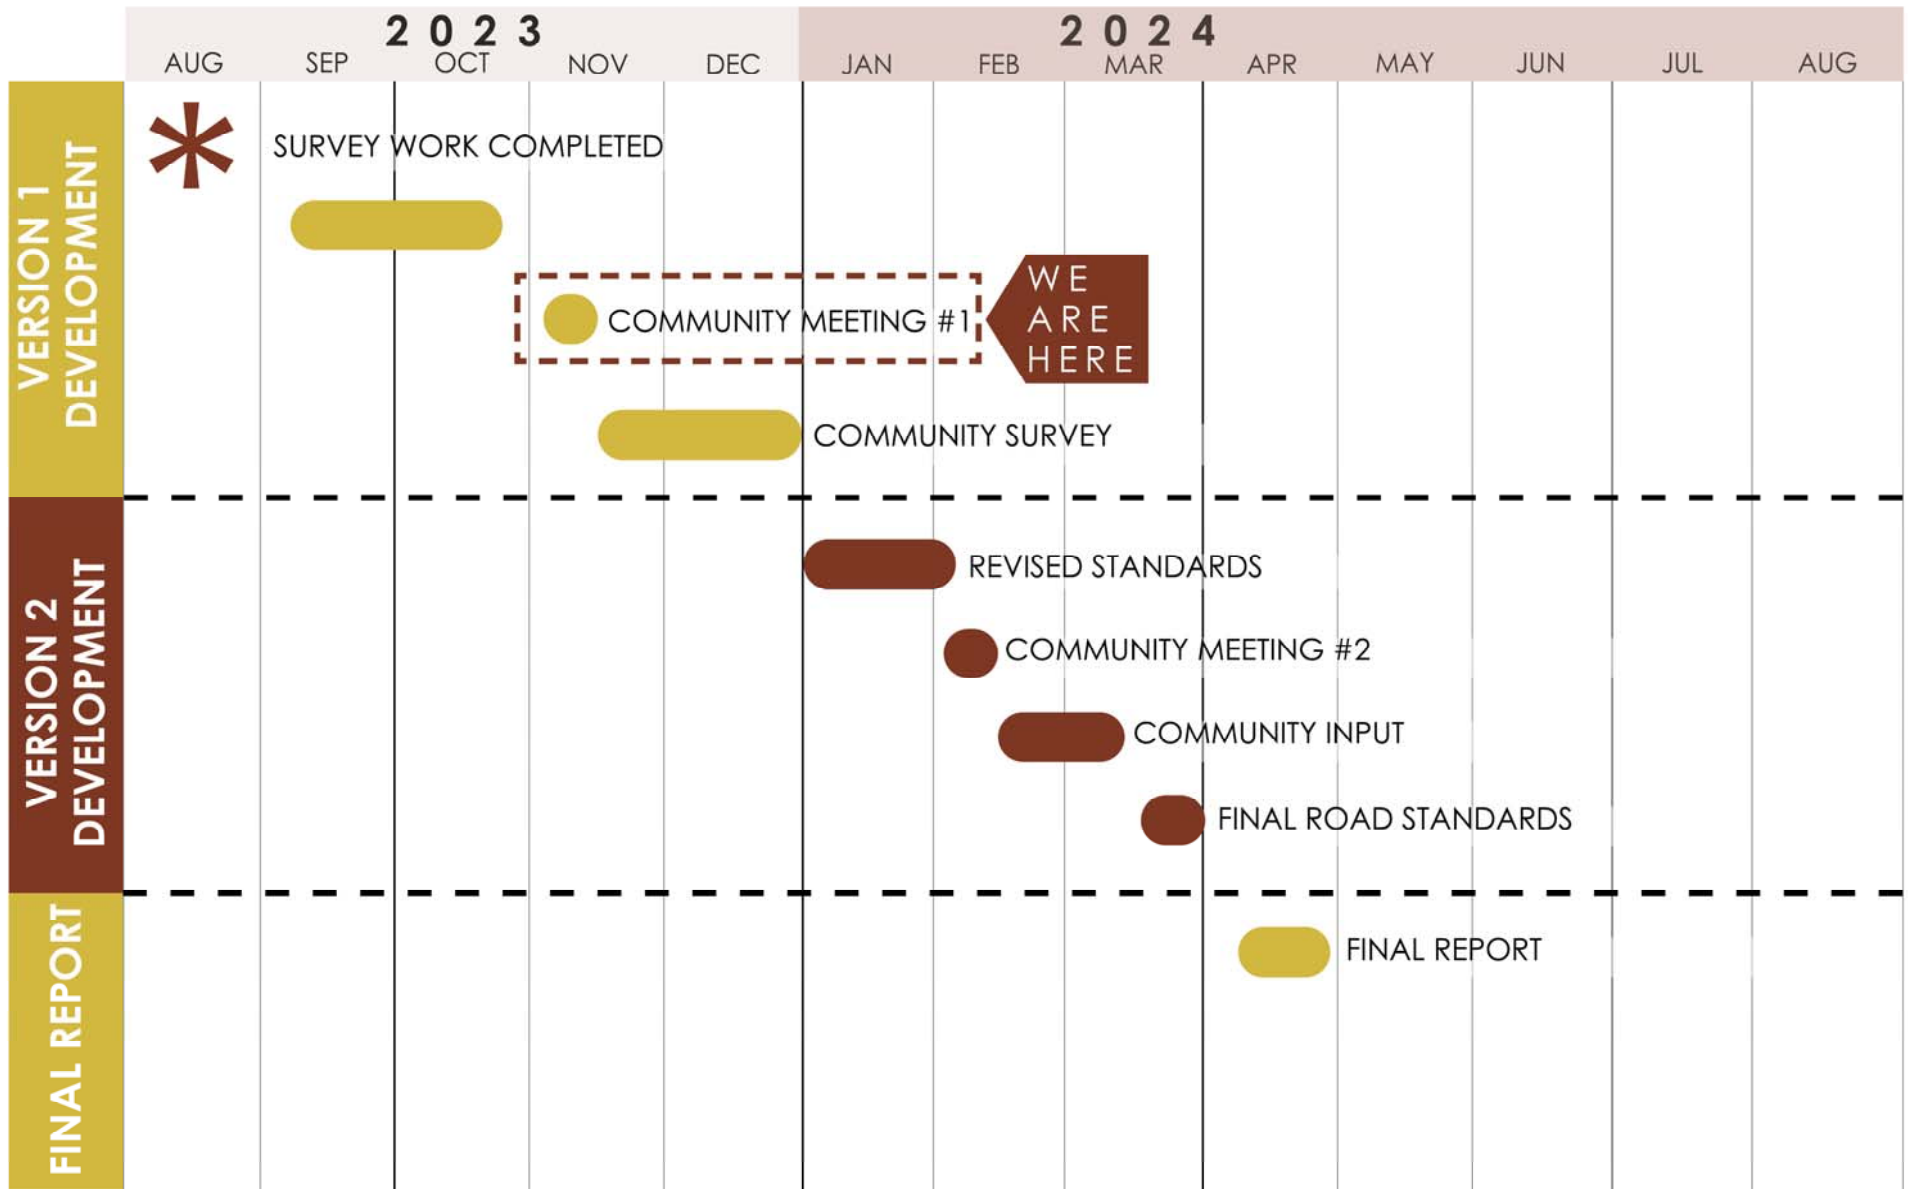 2023
2024
AUG SEP OCT NOV DEC JAN FEB MAR APR MAY JUN JUL AUG
VERSION 1
DEVELOPMENT
SURVEY WORK COMPLETED
COMMUNITY MEETING #1
WE
ARE
HERE
COMMUNITY SURVEY
VERSION 2
DEVELOPMENT
REVISED STANDARDS
COMMUNITY MEETING #2
COMMUNITY INPUT
FINAL ROAD STANDARDS
FINAL REPORT
FINAL REPORT